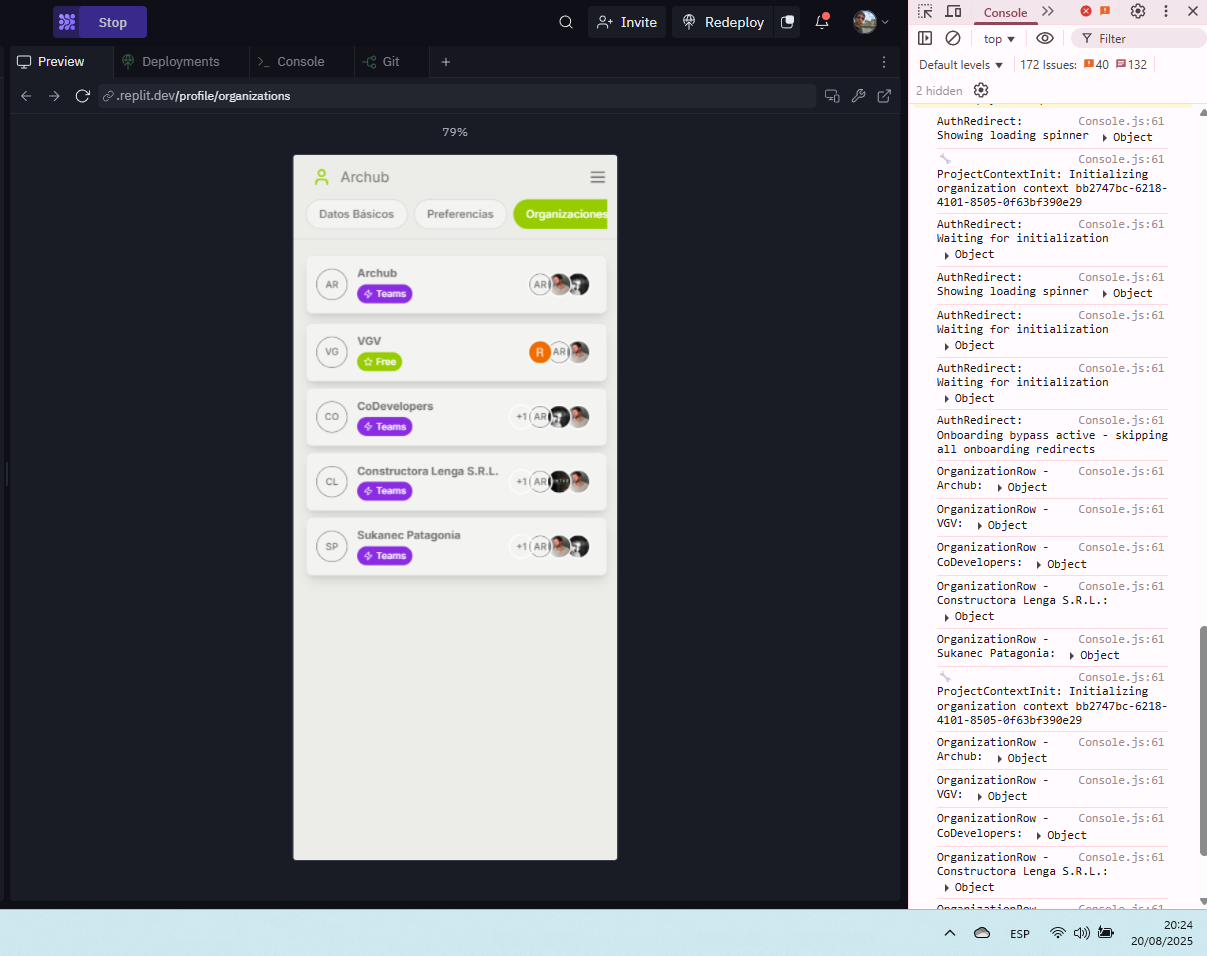 Stop
Invite
Redeploy
Preview
Deployments
Console
Git
.replit.dev/profile/organizations
79%
Archub
Datos Básicos
Preferencias
Organizaciones
AR
Archub
Teams
AR
VG
VGV
Free
R
AR
CO
CoDevelopers
Teams
+1
AR
CL
Constructora Lenga S.R.L.
Teams
+1
AR
SP
Sukanec Patagonia
Teams
+1
AR
Console
top
Filter
Default levels
172 Issues:
40
132
2 hidden
AuthRedirect: Console.js:61
Showing loading spinner Object
Console.js:61
ProjectContextInit: Initializing
organization context bb2747bc-6218-
4101-8505-0f63bf390e29
AuthRedirect: Console.js:61
Waiting for initialization
Object
AuthRedirect: Console.js:61
Showing loading spinner Object
AuthRedirect: Console.js:61
Waiting for initialization
Object
AuthRedirect: Console.js:61
Waiting for initialization
Object
AuthRedirect: Console.js:61
Onboarding bypass active - skipping
all onboarding redirects
OrganizationRow - Console.js:61
Archub: Object
OrganizationRow - Console.js:61
VGV: Object
OrganizationRow - Console.js:61
CoDevelopers: Object
OrganizationRow - Console.js:61
Constructora Lenga S.R.L.:
Object
OrganizationRow - Console.js:61
Sukanec Patagonia: Object
Console.js:61
ProjectContextInit: Initializing
organization context bb2747bc-6218-
4101-8505-0f63bf390e29
OrganizationRow - Console.js:61
Archub: Object
OrganizationRow - Console.js:61
VGV: Object
OrganizationRow - Console.js:61
CoDevelopers: Object
OrganizationRow - Console.js:61
Constructora Lenga S.R.L.:
Object
OrganizationRow - Console.js:61
ESP
20:24
20/08/2025